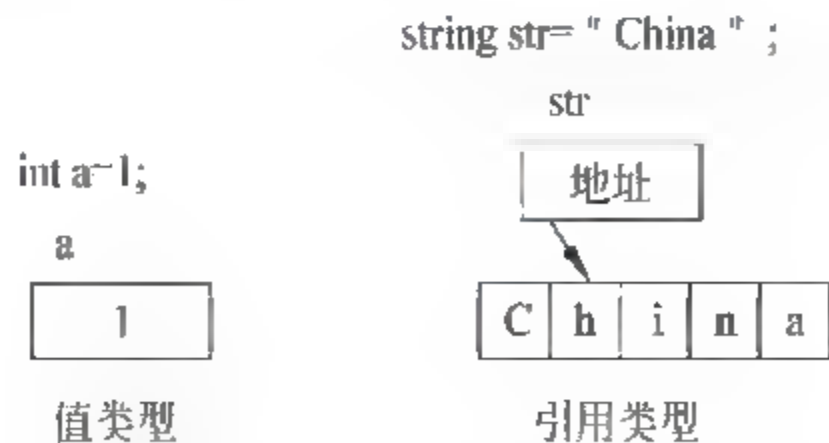 string str= " China " ;
str
地址
int a=1;
a
1
C h i n a
值类型
引用类型